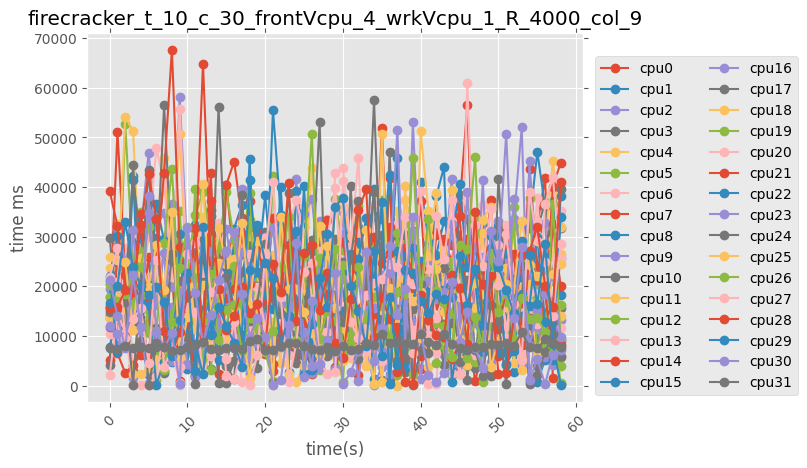 firecracker_t_10_c_30_frontVcpu_4_wrkVcpu_1_R_4000_col_9
70000
60000
50000
40000
30000
20000
10000
0
time ms
0
10
20
30
40
50
60
time(s)
cpu0
cpu1
cpu2
cpu3
cpu4
cpu5
cpu6
cpu7
cpu8
cpu9
cpu10
cpu11
cpu12
cpu13
cpu14
cpu15
cpu16
cpu17
cpu18
cpu19
cpu20
cpu21
cpu22
cpu23
cpu24
cpu25
cpu26
cpu27
cpu28
cpu29
cpu30
cpu31